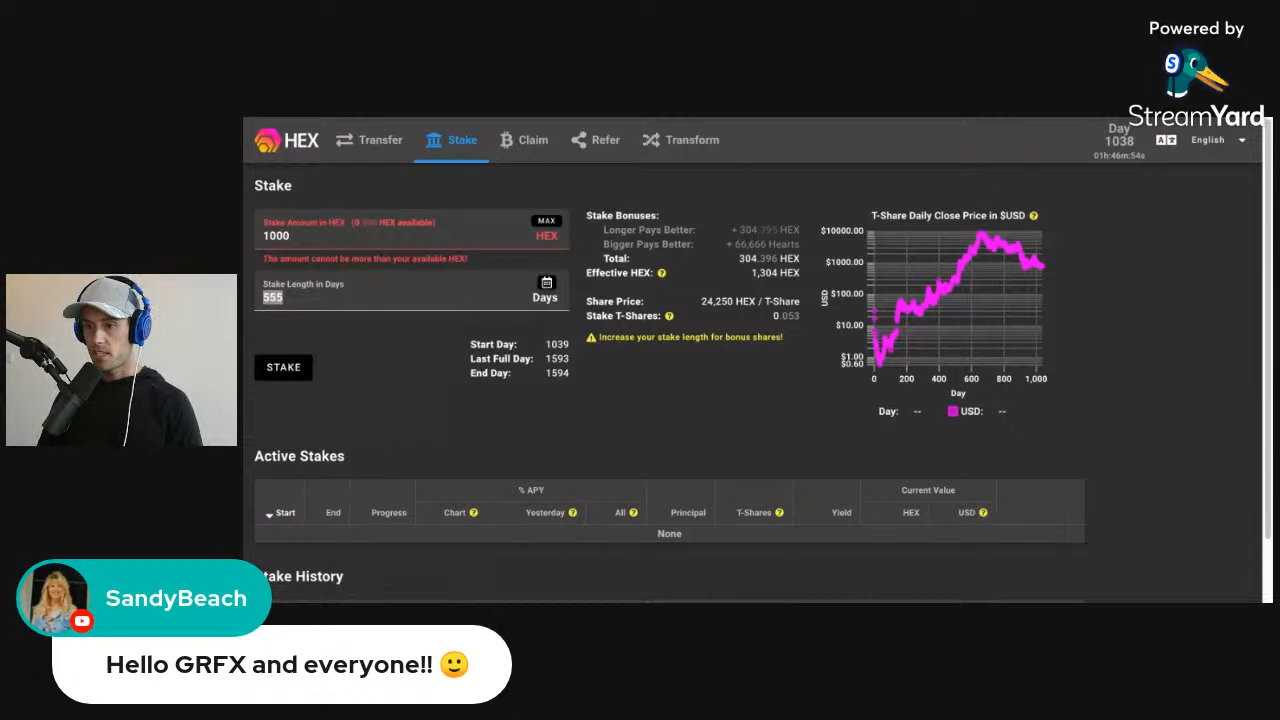 Powered by
StreamYard
HEX
Transfer
Stake
Claim
Refer
Transform
Day
1038
01h:46m:54s
English
Stake
Stake Amount in HEX
HEX available)
MAX
1000
HEX
The amount cannot be more than your available HEX!
Stake Length in Days
555
Days
Start Day: 1039
Last Full Day: 1593
End Day: 1594
STAKE
Stake Bonuses:
Longer Pays Better: + 304.395 HEX
Bigger Pays Better: + 66,666 Hearts
Total: 304.396 HEX
Effective HEX: ? 1,304 HEX
Share Price: 24,250 HEX / T-Share
Stake T-Shares: ? 0.053
Increase your stake length for bonus shares!
T-Share Daily Close Price in $USD ?
$10000.00
$1000.00
$100.00
$10.00
$1.00
$0.60
USD
0 200 400 600 800 1,000
Day
Day: -- USD: --
Active Stakes
% APY
Current Value
Start End Progress Chart ? Yesterday ? All ? Principal T-Shares ? Yield HEX USD ?
None
take History
SandyBeach
Hello GRFX and everyone!! 🙂